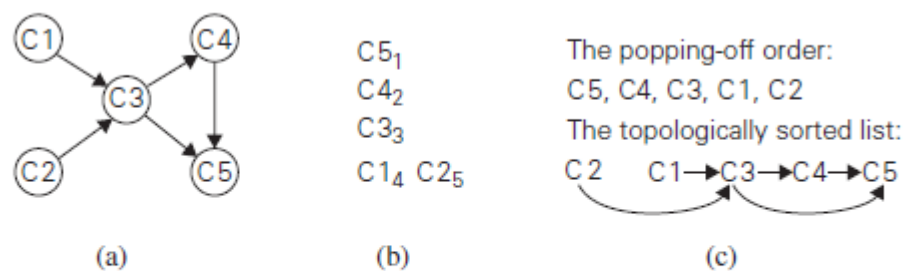 C1
C4
C3
C2
C5
(a)
C5₁
C4₂
C3₃
C1₄ C2₅
(b)
The popping-off order:
C5, C4, C3, C1, C2
The topologically sorted list:
C2 C1→C3→C4→C5
(c)